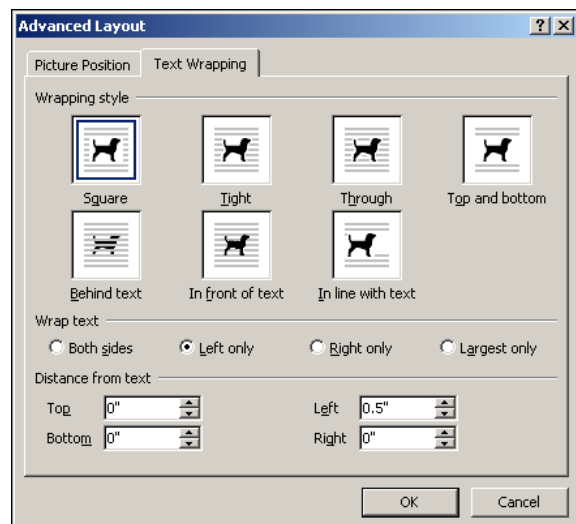 Advanced Layout
Picture Position Text Wrapping
Wrapping style
Square Tight Through Top and bottom
Behind text In front of text In line with text
Wrap text
Both sides Left only Right only Largest only
Distance from text
Top 0" Left 0.5"
Bottom 0" Right 0"
OK Cancel